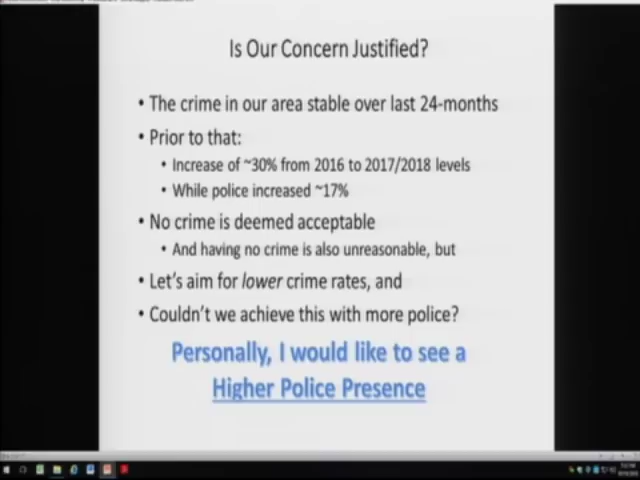 Is Our Concern Justified?
• The crime in our area stable over last 24-months
• Prior to that:
• Increase of ~30% from 2016 to 2017/2018 levels
• While police increased ~17%
• No crime is deemed acceptable
• And having no crime is also unreasonable, but
• Let's aim for lower crime rates, and
• Couldn't we achieve this with more police?
Personally, I would like to see a
Higher Police Presence